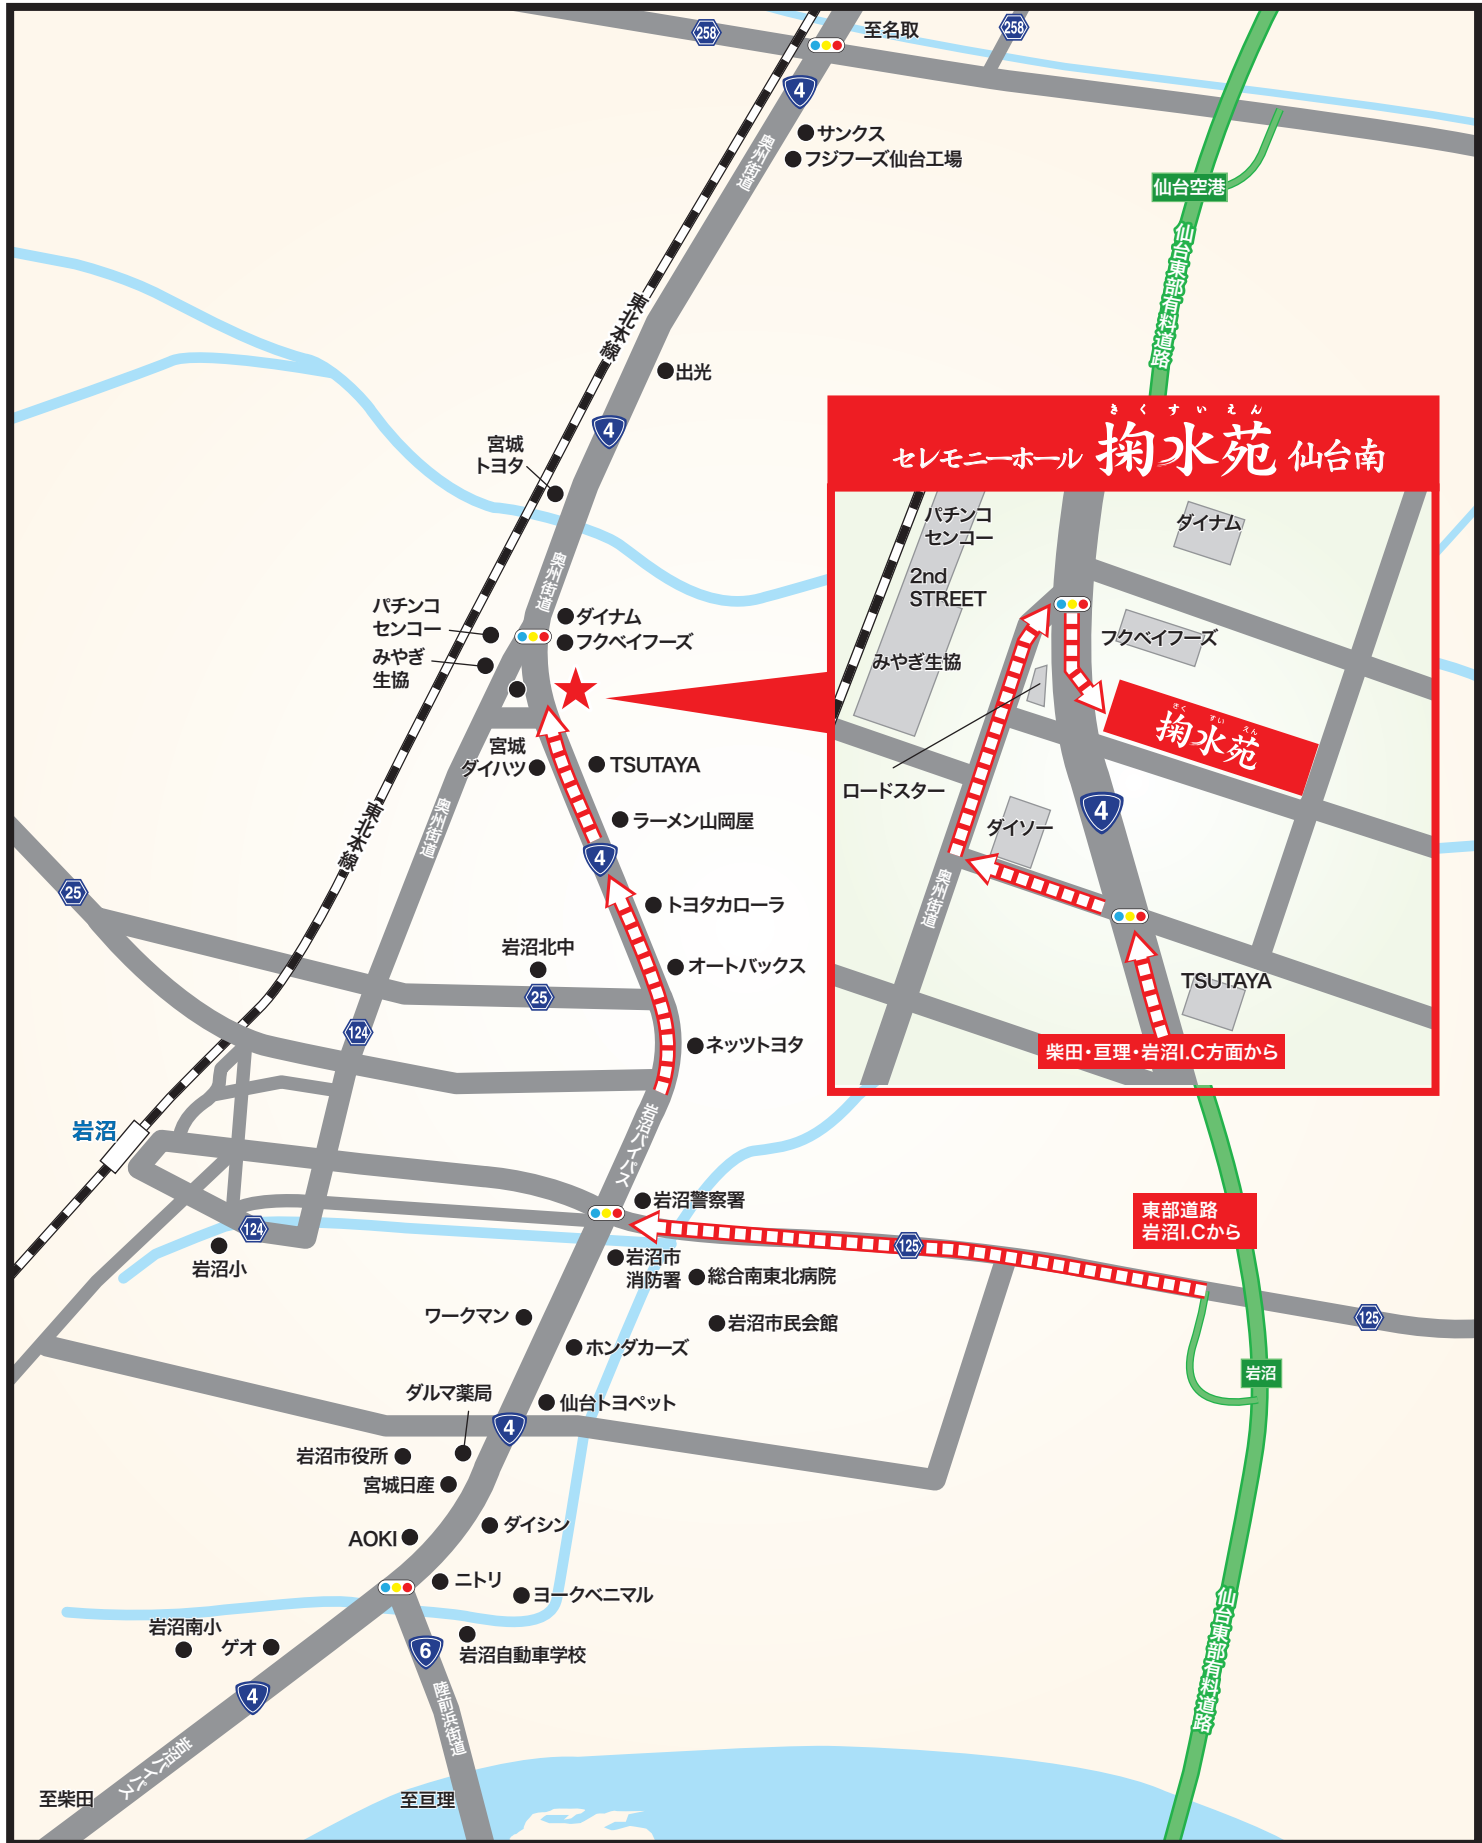 258
至名取
258
4
サンクス
フジフーズ仙台工場
奥州街道
仙台空港
仙台東部有料道路
東北本線
出光
4
宮城
トヨタ
奥州街道
パチンコ
センコー
みやぎ
生協
ダイナム
フクベイフーズ
宮城
ダイハツ
TSUTAYA
ラーメン山岡屋
奥州街道
東北本線
4
25
トヨタカローラ
岩沼北中
オートバックス
25
124
ネッツトヨタ
岩沼
岩沼バイパス
きくすいえん
セレモニーホール 掬水苑 仙台南
パチンコ
センコー
ダイナム
2nd
STREET
フクベイフーズ
みやぎ生協
きく すい えん
掬水苑
ロードスター
4
ダイソー
奥州街道
TSUTAYA
柴田・亘理・岩沼I.C方面から
岩沼警察署
東部道路
岩沼I.Cから
124
岩沼小
125
岩沼市
消防署
総合南東北病院
ワークマン
岩沼市民会館
125
ホンダカーズ
岩沼
ダルマ薬局
仙台トヨペット
4
岩沼市役所
宮城日産
AOKI
ダイシン
ニトリ
ヨークベニマル
岩沼南小
ゲオ
6
岩沼自動車学校
4
陸前浜街道
仙台東部有料道路
岩沼バイパス
至柴田
至亘理